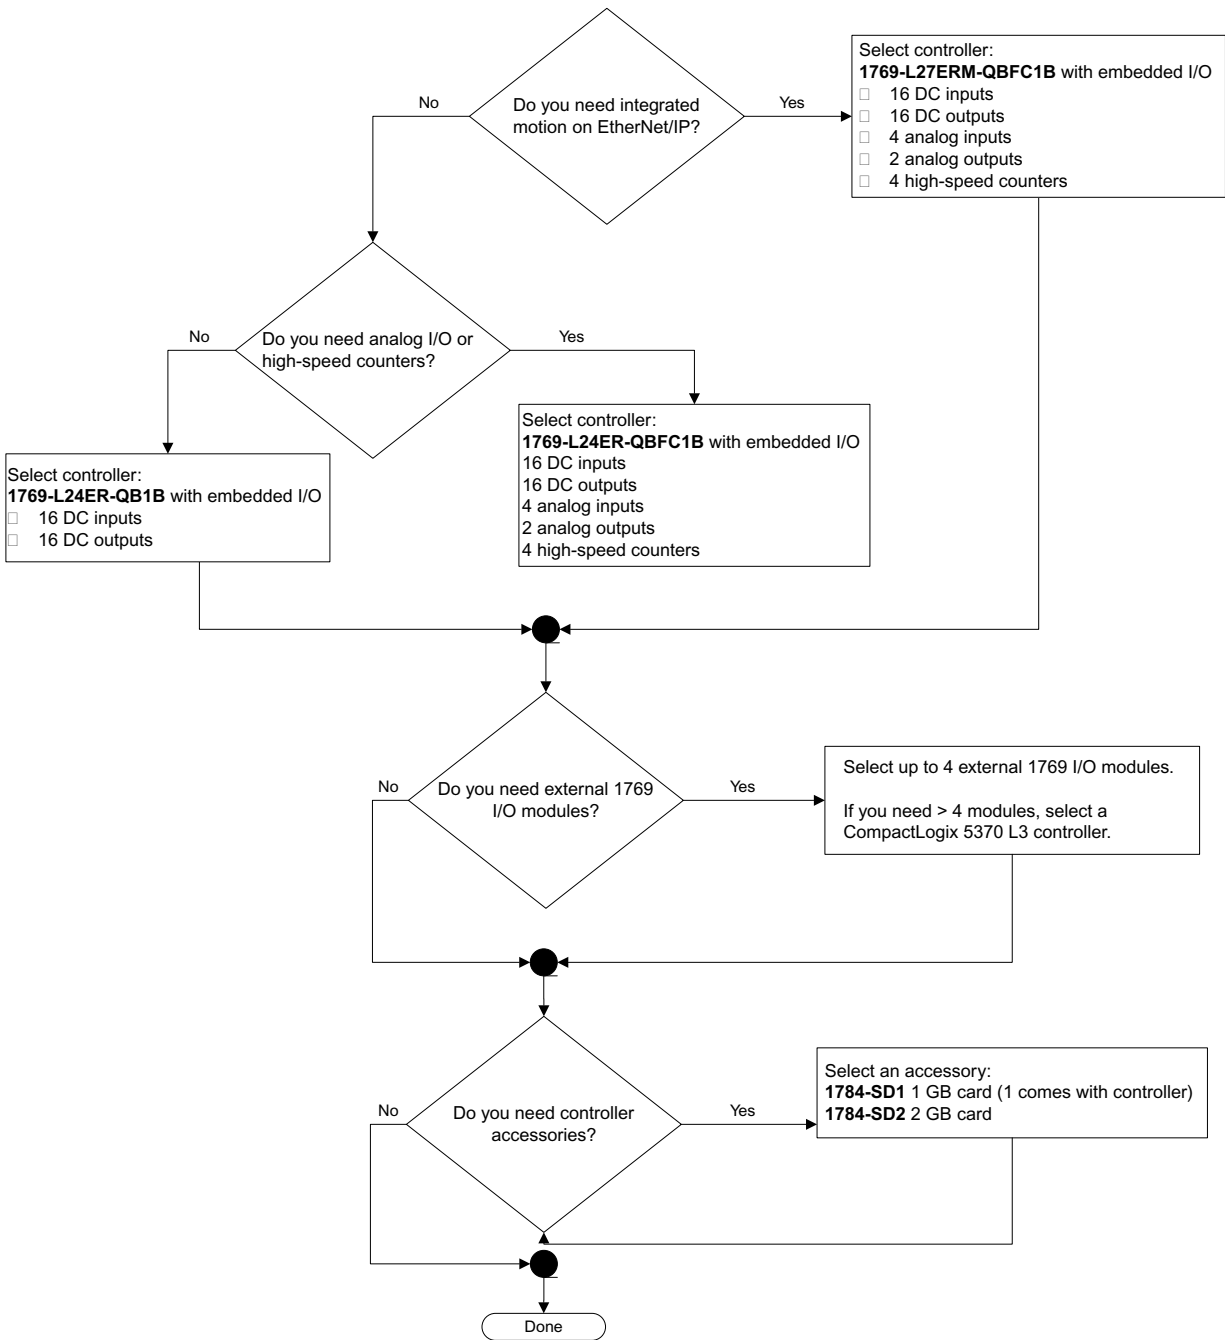 Do you need integrated
motion on EtherNet/IP?
No
Yes
Select controller:
1769-L27ERM-QBFC1B with embedded I/O
16 DC inputs
16 DC outputs
4 analog inputs
2 analog outputs
4 high-speed counters
Do you need analog I/O or
high-speed counters?
No
Yes
Select controller:
1769-L24ER-QBFC1B with embedded I/O
16 DC inputs
16 DC outputs
4 analog inputs
2 analog outputs
4 high-speed counters
Select controller:
1769-L24ER-QB1B with embedded I/O
16 DC inputs
16 DC outputs
Do you need external 1769
I/O modules?
No
Yes
Select up to 4 external 1769 I/O modules.
If you need > 4 modules, select a
CompactLogix 5370 L3 controller.
Do you need controller
accessories?
No
Yes
Select an accessory:
1784-SD1 1 GB card (1 comes with controller)
1784-SD2 2 GB card
Done